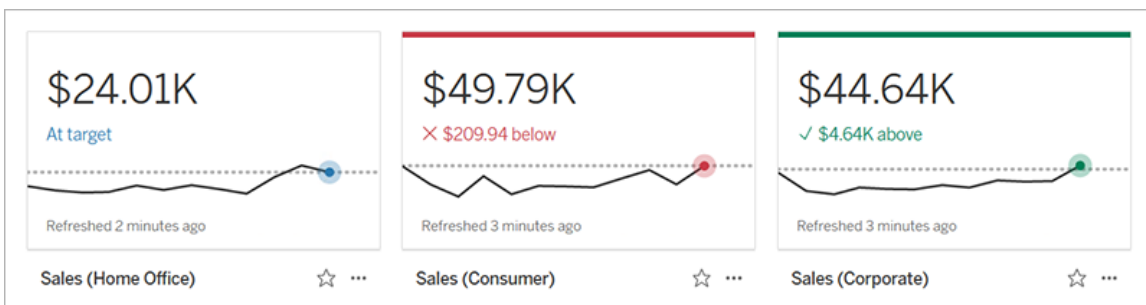 $24.01K
At target
Refreshed 2 minutes ago
Sales (Home Office)
$49.79K
$209.94 below
Refreshed 3 minutes ago
Sales (Consumer)
$44.64K
$4.64K above
Refreshed 3 minutes ago
Sales (Corporate)